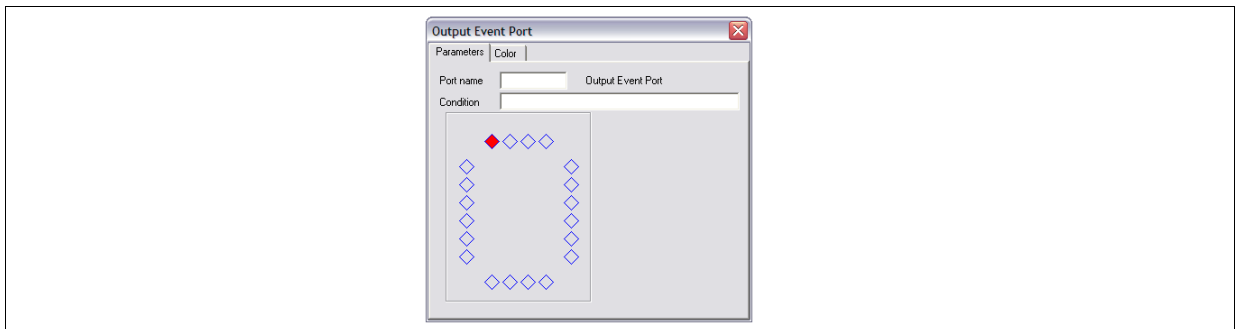 Output Event Port
Parameters Color
Port name Output Event Port
Condition